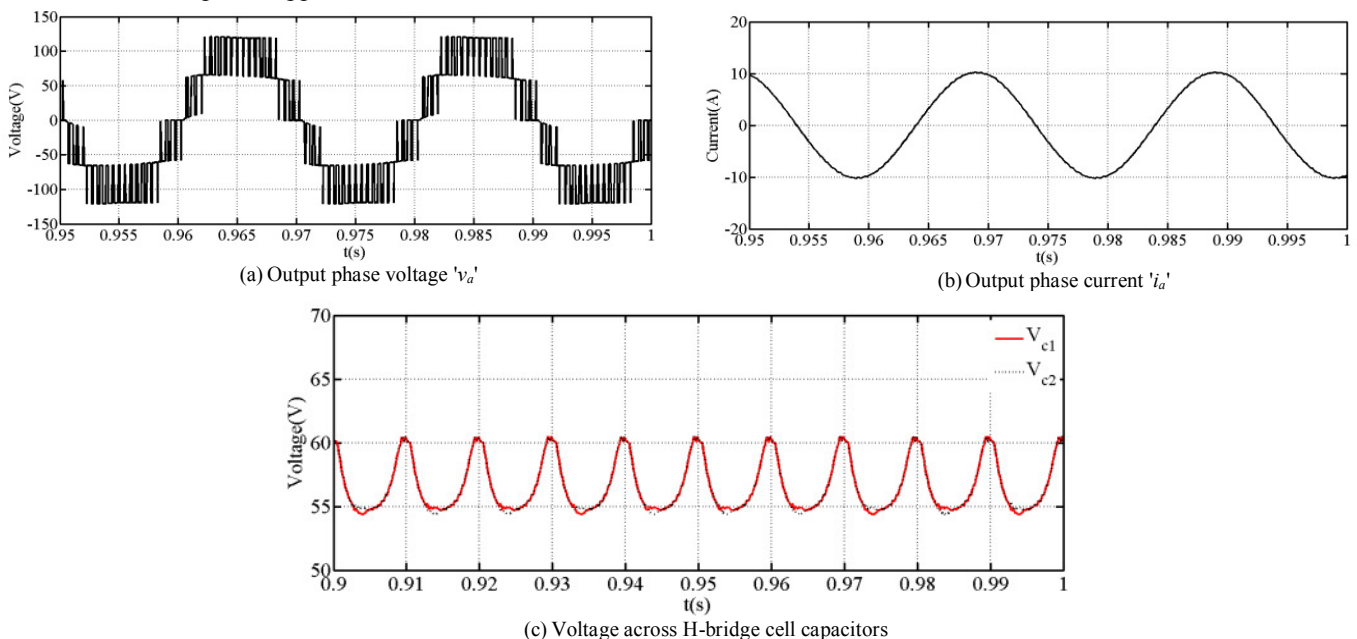 150
100
50
0
-50
-100
-150
Voltage(V)
0.95 0.955 0.96 0.965 0.97 0.975 0.98 0.985 0.99 0.995 1
t(s)
(a) Output phase voltage 'va'
20
10
0
-10
-20
Current(A)
0.95 0.955 0.96 0.965 0.97 0.975 0.98 0.985 0.99 0.995 1
t(s)
(b) Output phase current 'ia'
70
65
60
55
50
Voltage(V)
Vc1
Vc2
0.9 0.91 0.92 0.93 0.94 0.95 0.96 0.97 0.98 0.99 1
t(s)
(c) Voltage across H-bridge cell capacitors